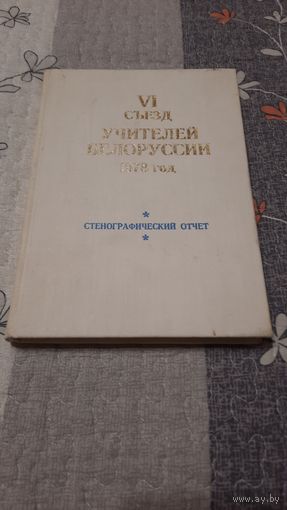 VI
СЪЕЗД
УЧИТЕЛЕЙ
БЕЛОРУССИИ
1978 год
*
СТЕНОГРАФИЧЕСКИЙ ОТЧЕТ
*
www.ay.by